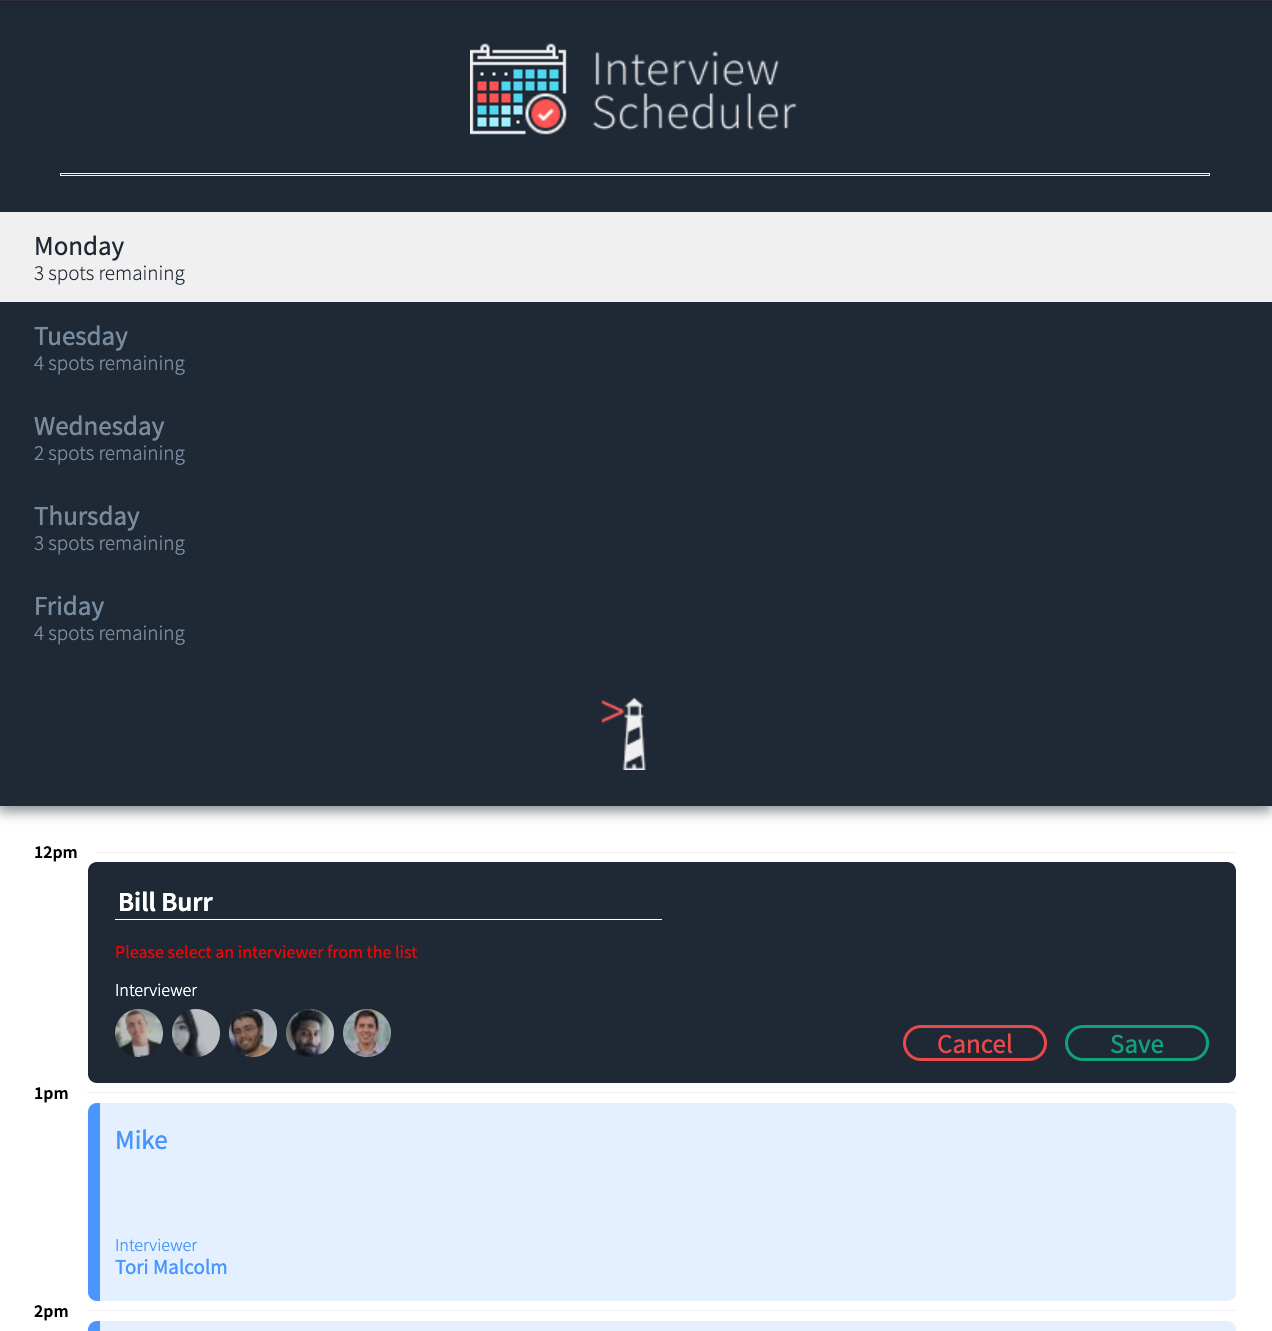 Interview
Scheduler
Monday
3 spots remaining
Tuesday
4 spots remaining
Wednesday
2 spots remaining
Thursday
3 spots remaining
Friday
4 spots remaining
>
12pm
Bill Burr
Please select an interviewer from the list
Interviewer
Cancel
Save
1pm
Mike
Interviewer
Tori Malcolm
2pm